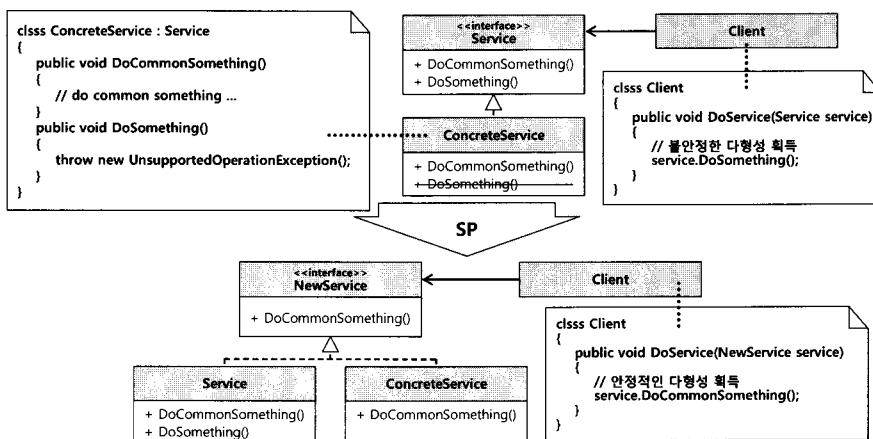 clsss ConcreteService : Service
{
public void DoCommonSomething()
{
// do common something ...
}
public void DoSomething()
{
throw new UnsupportedOperationException();
}
}
<<interface>>
Service
+ DoCommonSomething()
+ DoSomething()
Client
ConcreteService
+ DoCommonSomething()
+ DoSomething()
clsss Client
{
public void DoService(Service service)
{
// 불안정한 다형성 획득
service.DoSomething();
}
}
SP
<<interface>>
NewService
+ DoCommonSomething()
Client
Service
+ DoCommonSomething()
+ DoSomething()
ConcreteService
+ DoCommonSomething()
clsss Client
{
public void DoService(NewService service)
{
// 안정적인 다형성 획득
service.DoCommonSomething();
}
}